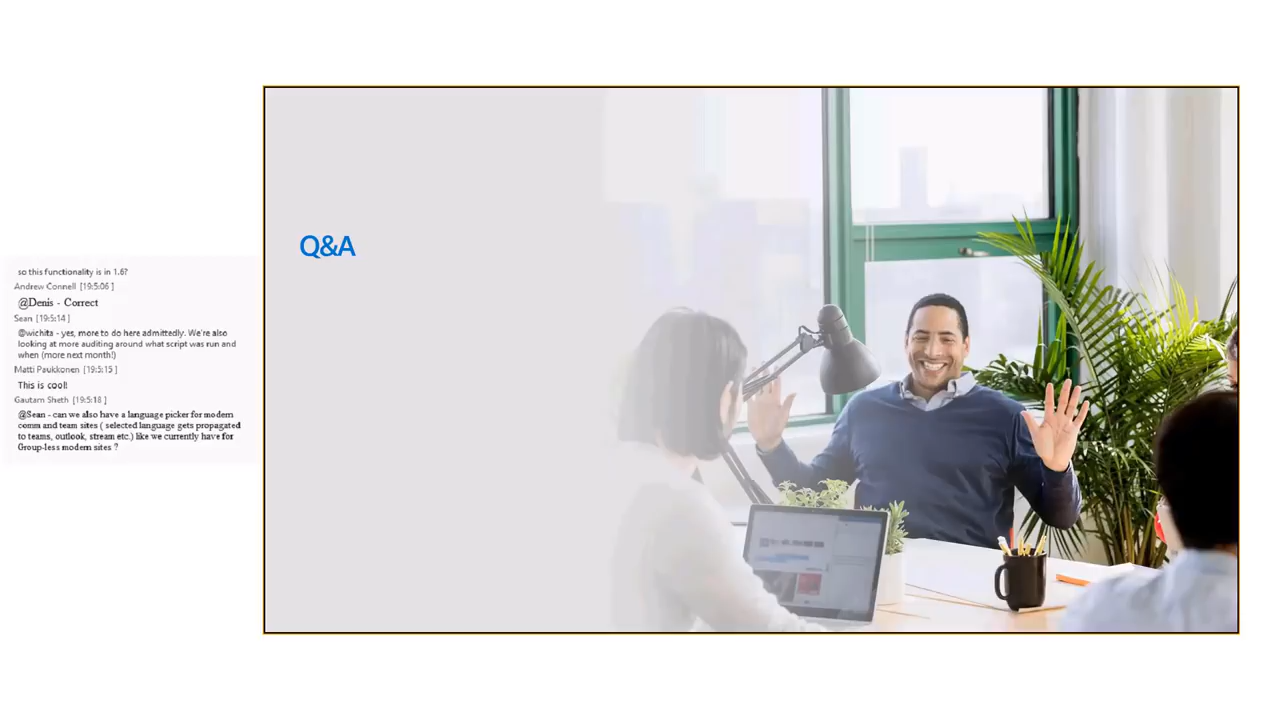 so this functionality is in 1.6?
Andrew Connell [19:5:06 ]
@Denis - Correct
Sean [19:5:14 ]
@wichita - yes, more to do here admittedly. We're also
looking at more auditing around what script was run and
when (more next month!)
Matti Paukkonen [19:5:15 ]
This is cool!
Gautam Sheth [19:5:18 ]
@Sean - can we also have a language picker for modern
comm and team sites ( selected language gets propagated
to teams, outlook, stream etc.) like we currently have for
Group-less modern sites ?
Q&A